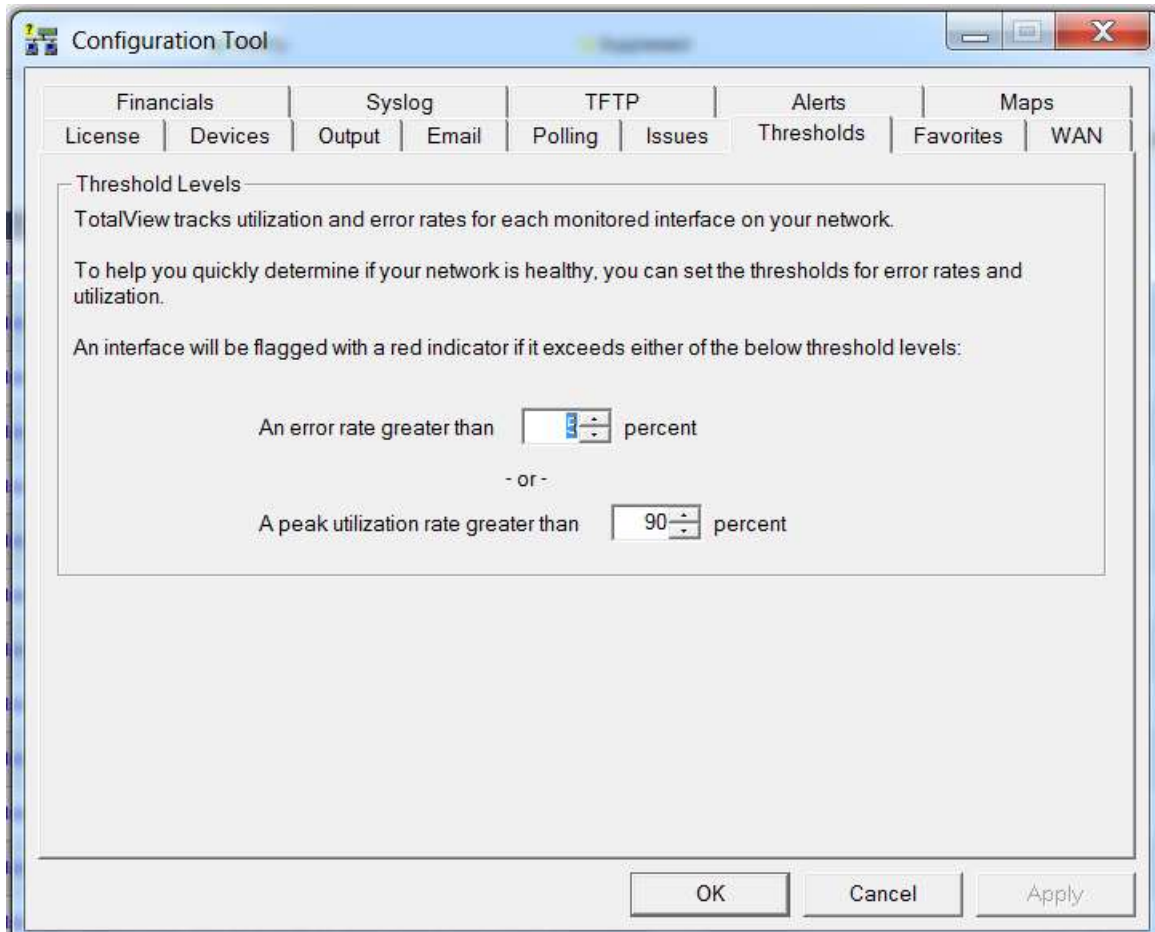 Configuration Tool
Financials Syslog TFTP Alerts Maps
License Devices Output Email Polling Issues Thresholds Favorites WAN
Threshold Levels
TotalView tracks utilization and error rates for each monitored interface on your network.
To help you quickly determine if your network is healthy, you can set the thresholds for error rates and
utilization.
An interface will be flagged with a red indicator if it exceeds either of the below threshold levels:
An error rate greater than percent
- or -
A peak utilization rate greater than 90 percent
OK Cancel Apply